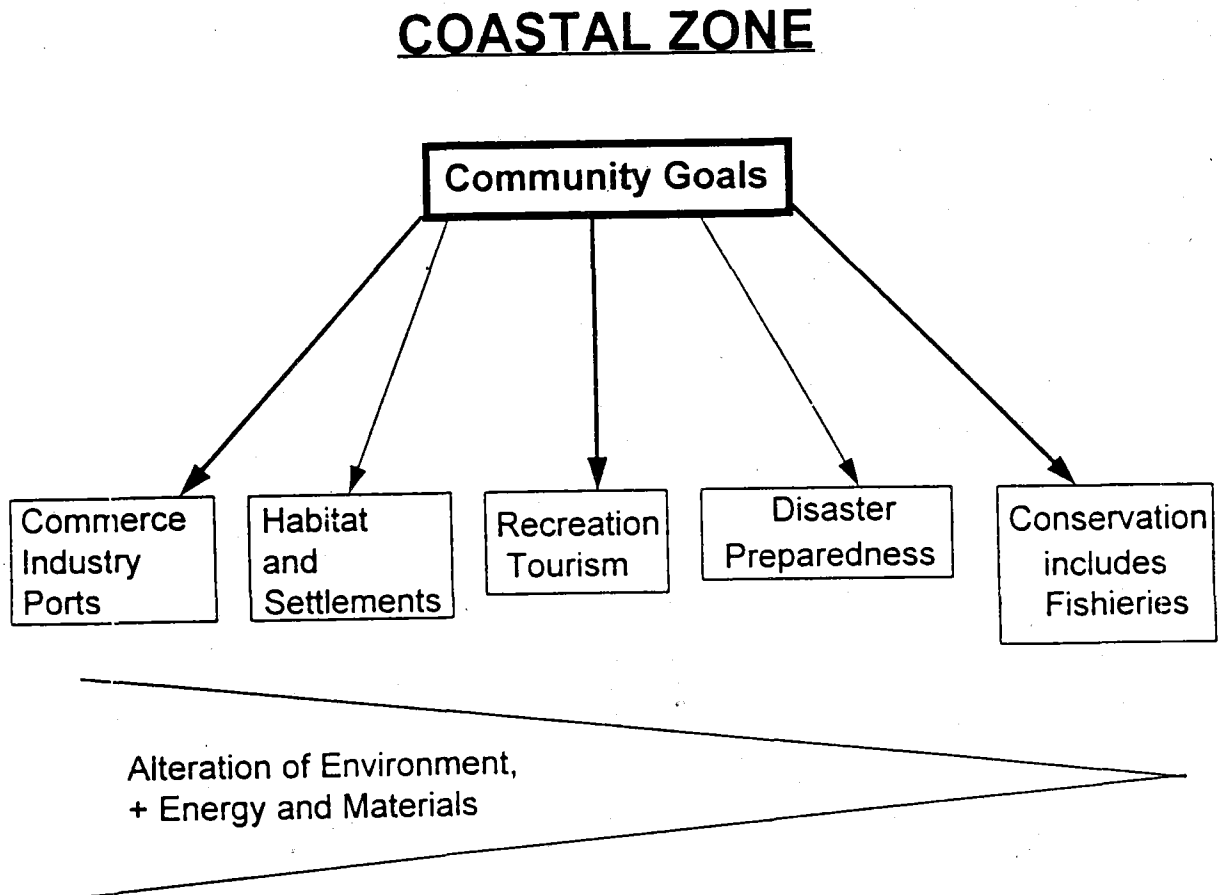 COASTAL ZONE
Community Goals
Commerce
Industry
Ports
Habitat
and
Settlements
Recreation
Tourism
Disaster
Preparedness
Conservation
includes
Fishieries
Alteration of Environment,
+ Energy and Materials